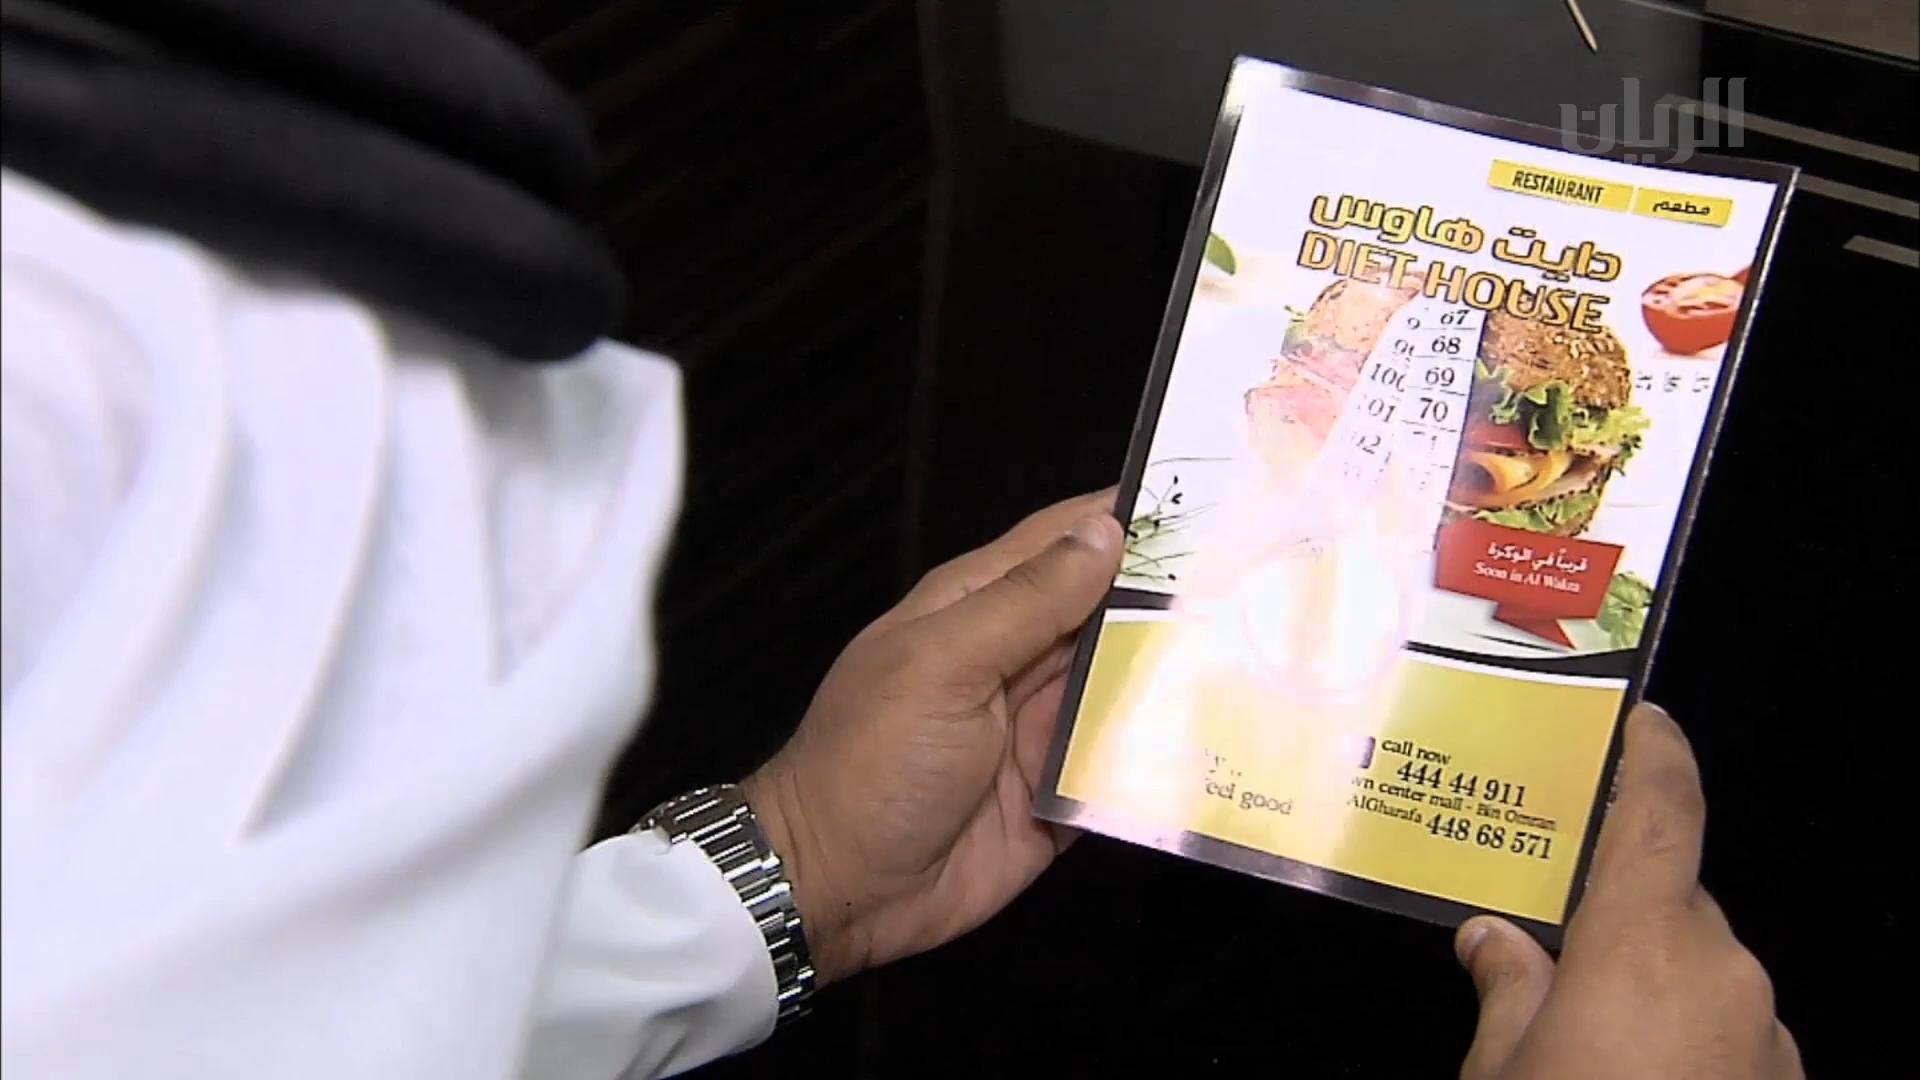 الريان
RESTAURANT مطعم
دايت هاوس
DIET HOUSE
67
68
100 69
70
قريباً في الوكرة
Soon in Al Wakra
call now
444 44 911
center mall - Bin Omran
AlGharafa 448 68 571
good